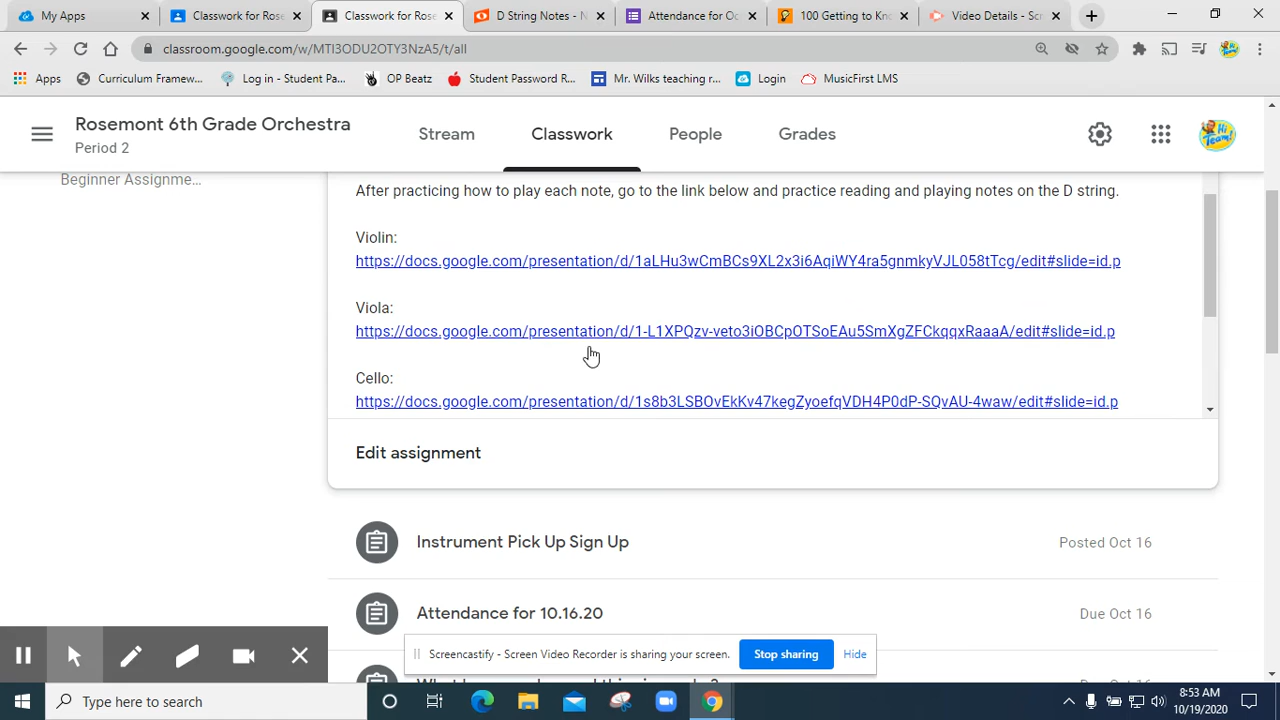 My Apps
Classwork for Rose
Classwork for Rose
D String Notes - N
Attendance for Oc
100 Getting to Kno
Video Details - Scr
classroom.google.com/w/MTI3ODU2OTY3NzA5/t/all
Apps
Curriculum Framew...
Log in - Student Pa...
OP Beatz
Student Password R...
Mr. Wilks teaching r...
Login
MusicFirst LMS
Rosemont 6th Grade Orchestra
Period 2
Stream
Classwork
People
Grades
Hi Team!
Beginner Assignme...
After practicing how to play each note, go to the link below and practice reading and playing notes on the D string.
Violin:
https://docs.google.com/presentation/d/1aLHu3wCmBCs9XL2x3i6AqiWY4ra5gnmkyVJL058tTcg/edit#slide=id.p
Viola:
https://docs.google.com/presentation/d/1-L1XPQzv-veto3iOBCpOTSoEAu5SmXgZFCkqqxRaaaA/edit#slide=id.p
Cello:
https://docs.google.com/presentation/d/1s8b3LSBOvEkKv47kegZyoefqVDH4P0dP-SQvAU-4waw/edit#slide=id.p
Edit assignment
Instrument Pick Up Sign Up
Posted Oct 16
Attendance for 10.16.20
Due Oct 16
Screencastify - Screen Video Recorder is sharing your screen.
Stop sharing
Hide
Type here to search
8:53 AM
10/19/2020